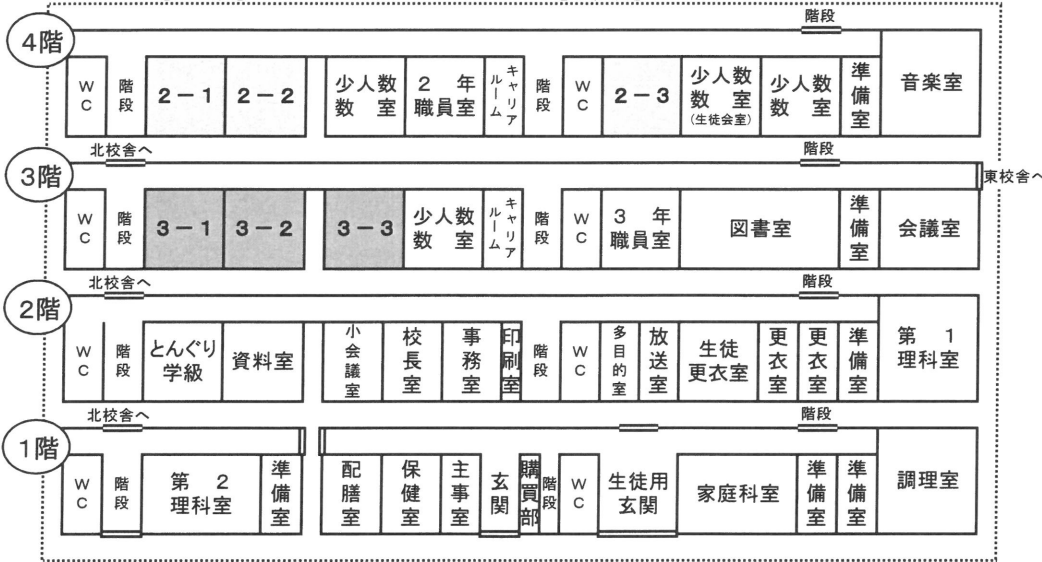 階段
4階
WC
階段
2－1
2－2
少人数
数　室
2　年
職員室
キャリア
ルーム
階段
WC
2－3
少人数
数　室
(生徒会室)
少人数
数　室
準備室
音楽室
北校舎へ
階段
3階
東校舎へ
WC
階段
3－1
3－2
3－3
少人数
数　室
キャリア
ルーム
階段
WC
3　年
職員室
図書室
準備室
会議室
北校舎へ
階段
2階
WC
階段
とんぐり
学級
資料室
小会議室
校長室
事務室
印刷室
階段
WC
多目的室
放送室
生徒
更衣室
更衣室
更衣室
準備室
第　1
理科室
北校舎へ
階段
1階
WC
階段
第　2
理科室
準備室
配膳室
保健室
主事室
玄関
購買部
階段
WC
生徒用
玄関
家庭科室
準備室
準備室
調理室